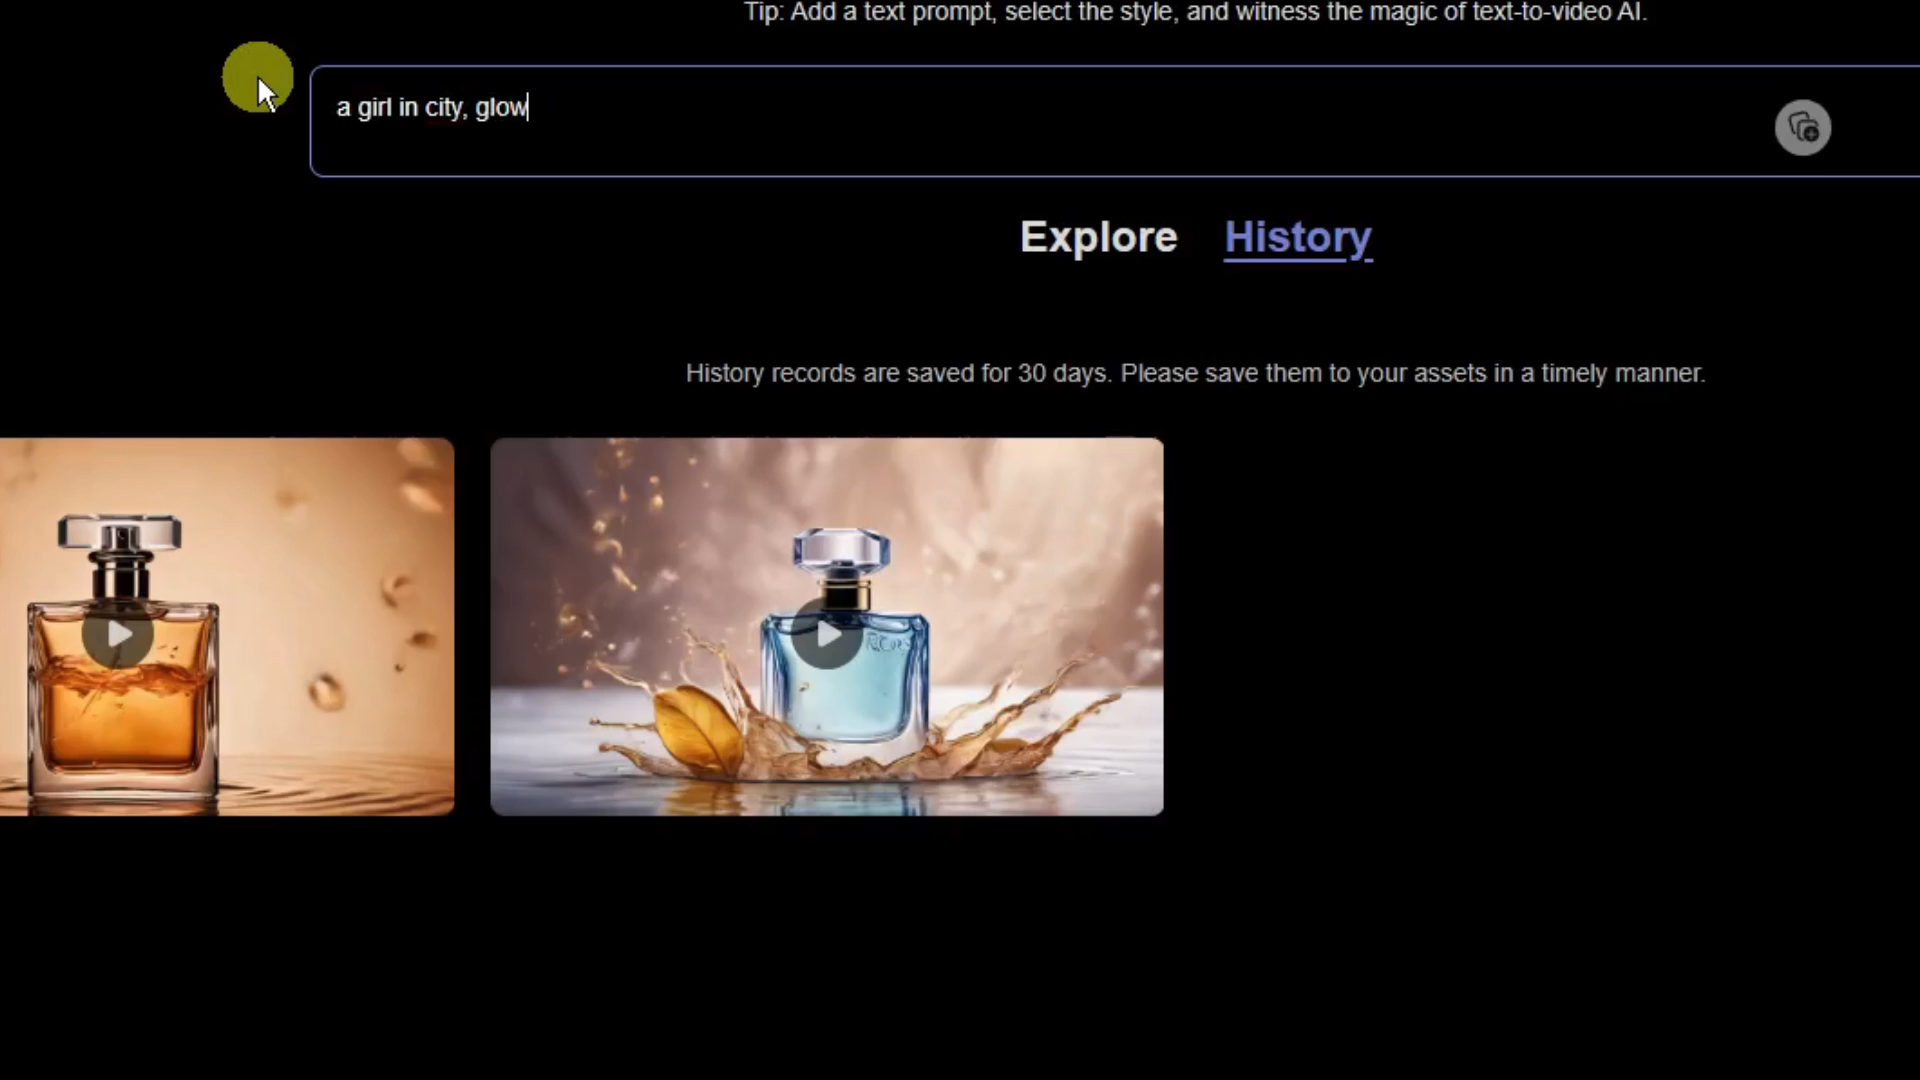 Tip: Add a text prompt, select the style, and witness the magic of text-to-video AI.
a girl in city, glow
Explore History
History records are saved for 30 days. Please save them to your assets in a timely manner.